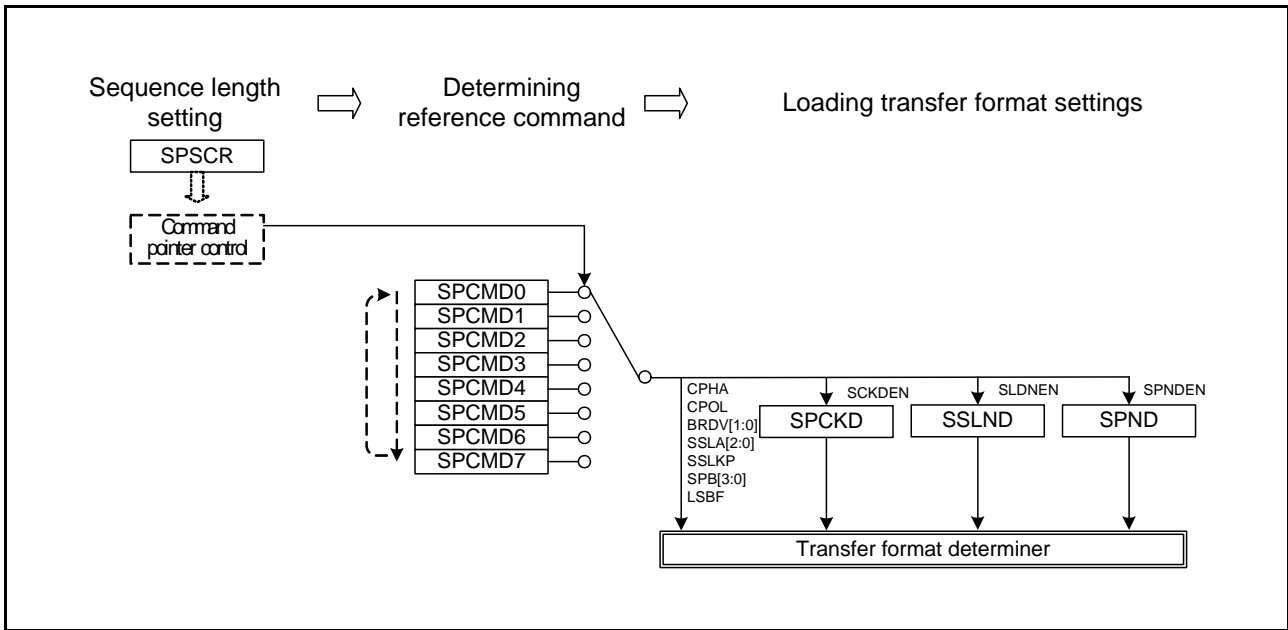 Sequence length
setting
Determining
reference command
Loading transfer format settings
SPSCR
Command
pointer control
SPCMD0
SPCMD1
SPCMD2
SPCMD3
SPCMD4
SPCMD5
SPCMD6
SPCMD7
CPHA
CPOL
BRDV[1:0]
SSLA[2:0]
SSLKP
SPB[3:0]
LSBF
SCKDEN
SPCKD
SLDNEN
SSLND
SPNDEN
SPND
Transfer format determiner